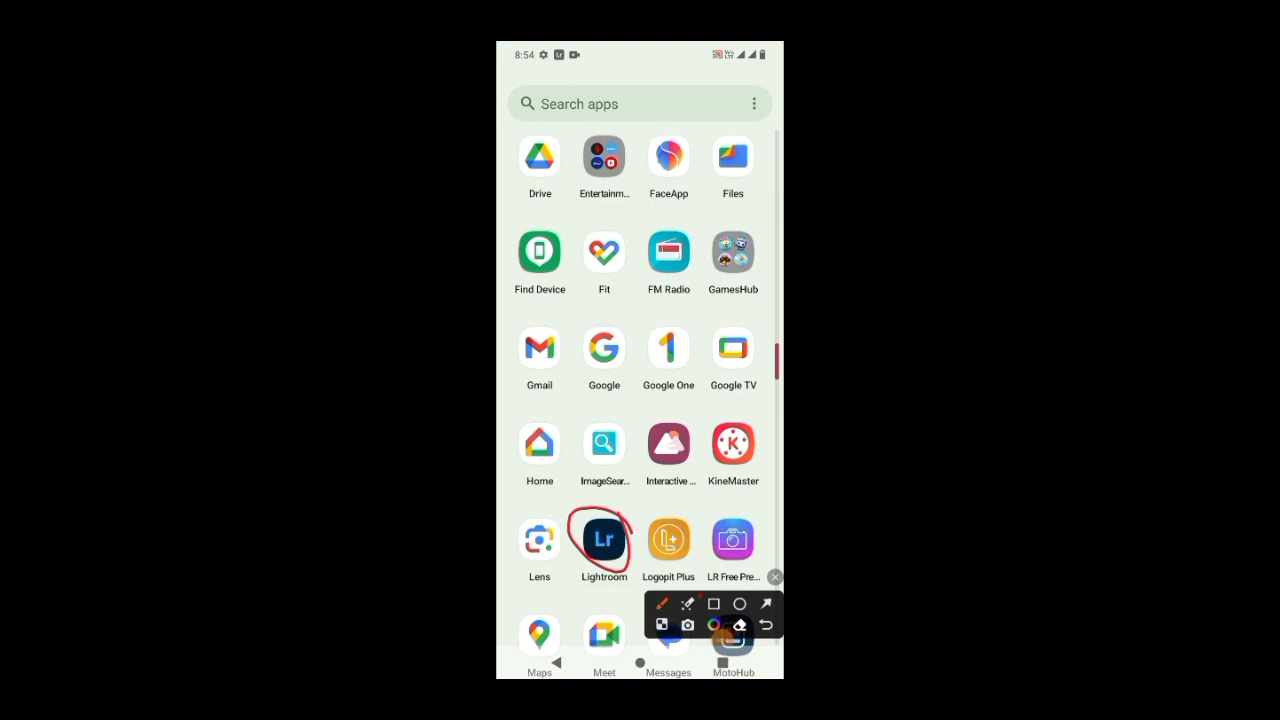 8:54
Search apps
Drive Entertainm... FaceApp Files
Find Device Fit FM Radio GamesHub
Gmail Google Google One Google TV
K
Home ImageSear... Interactive ... KineMaster
Lr
Lens Lightroom Logopit Plus LR Free Pre...
Maps Meet Messages MotoHub